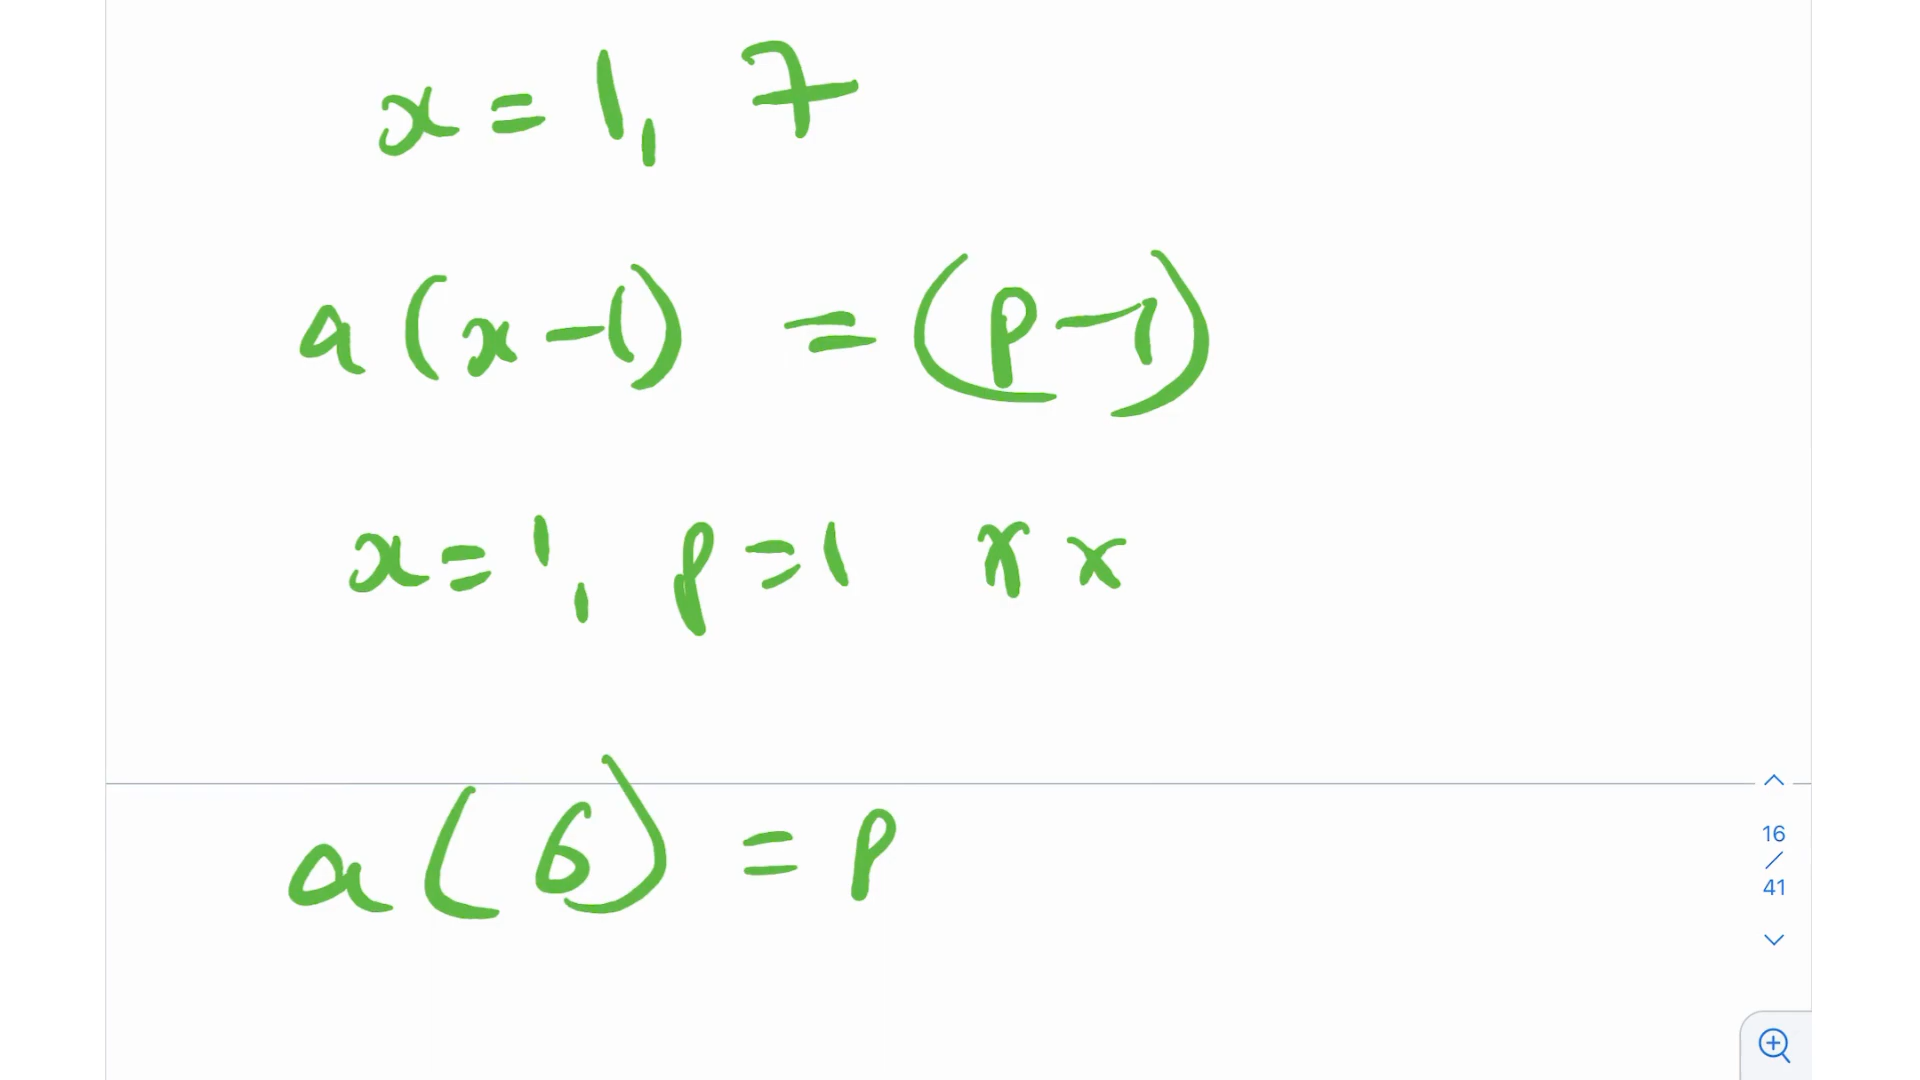 x = 1, 7
a (x - 1) = (p - 1)
x = 1, p = 1 x x
a (6) = p
16
/
41